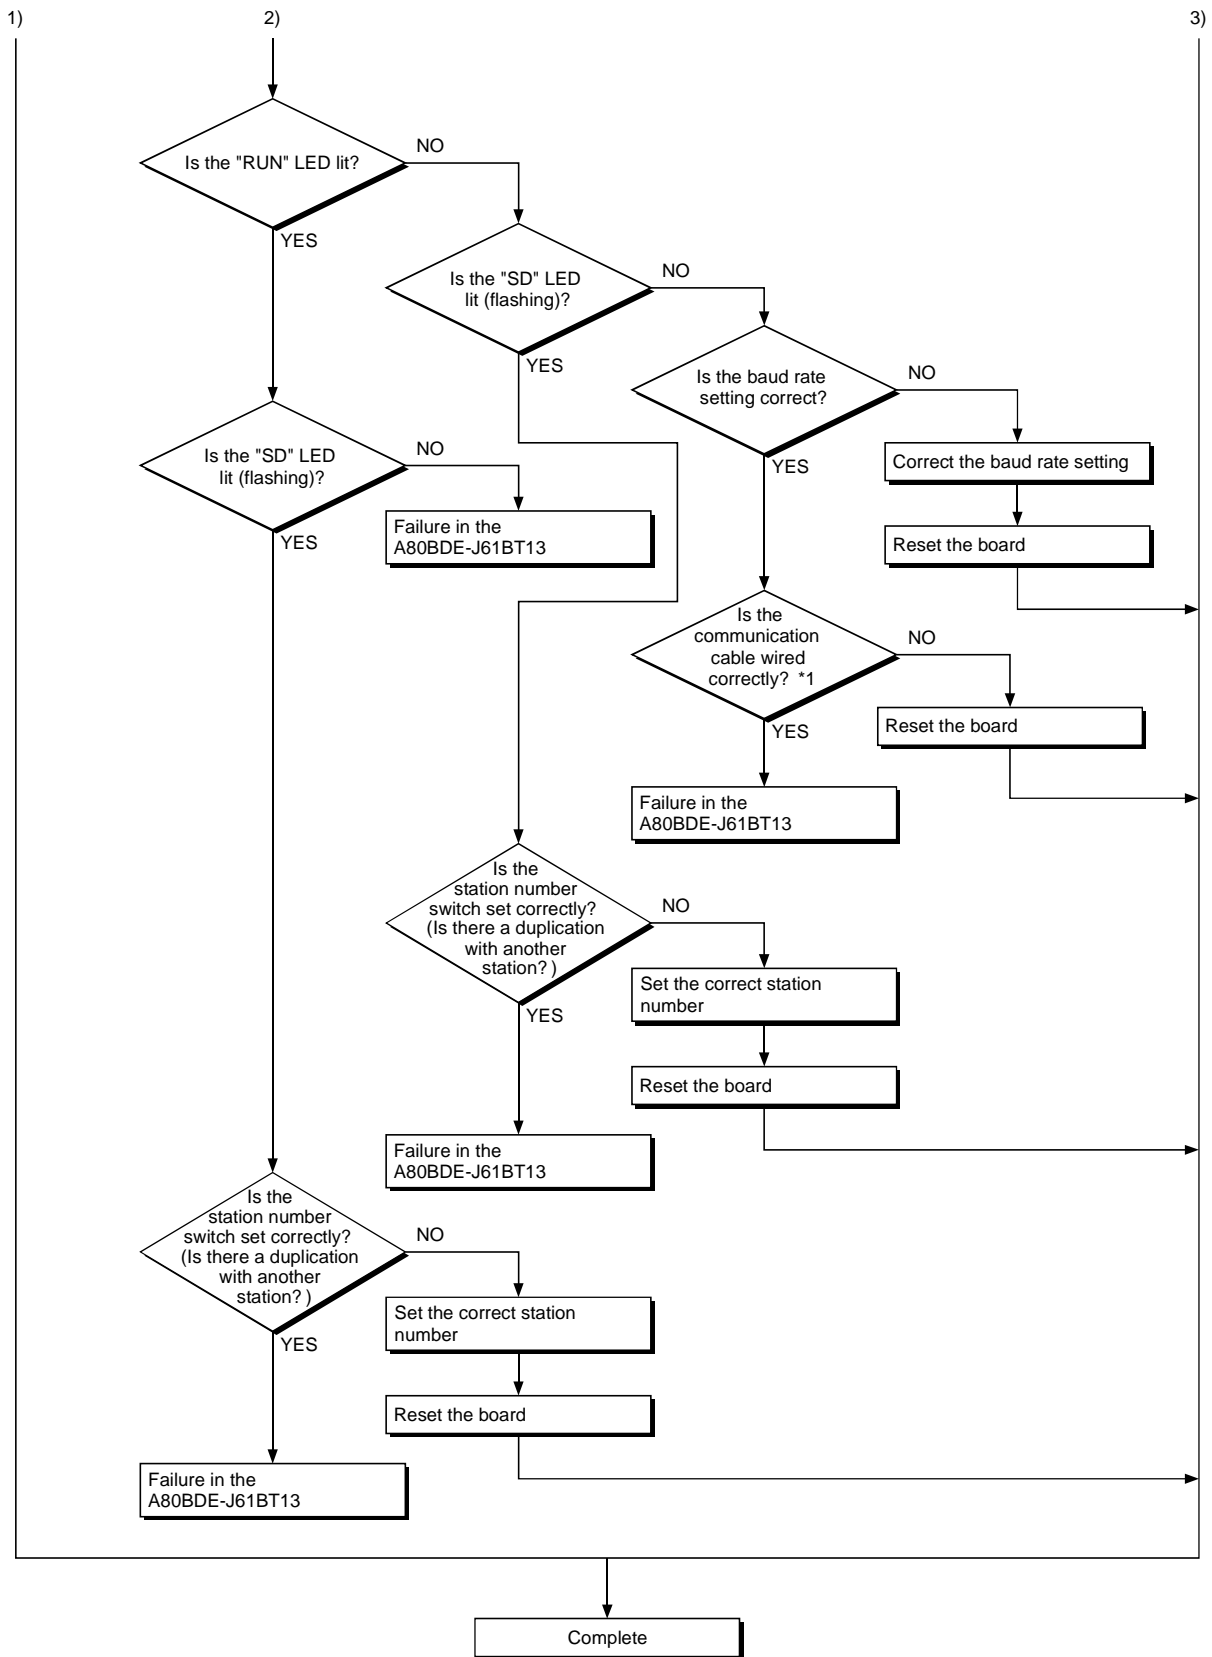 1)
2)
3)
Is the "RUN" LED lit?
NO
YES
Is the "SD" LED
lit (flashing)?
NO
YES
Is the baud rate
setting correct?
NO
YES
Correct the baud rate setting
Reset the board
Is the "SD" LED
lit (flashing)?
NO
YES
Failure in the
A80BDE-J61BT13
Is the
communication
cable wired
correctly? *1
NO
YES
Reset the board
Failure in the
A80BDE-J61BT13
Is the
station number
switch set correctly?
(Is there a duplication
with another
station?)
NO
YES
Set the correct station
number
Reset the board
Failure in the
A80BDE-J61BT13
Is the
station number
switch set correctly?
(Is there a duplication
with another
station?)
NO
YES
Set the correct station
number
Reset the board
Failure in the
A80BDE-J61BT13
Complete